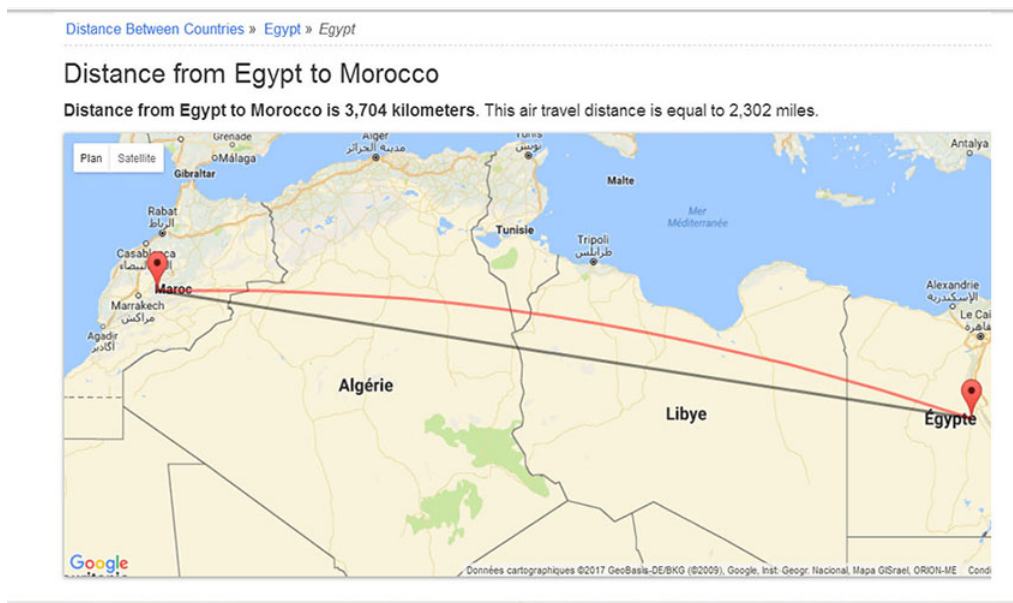 Distance Between Countries » Egypt » Egypt
Distance from Egypt to Morocco
Distance from Egypt to Morocco is 3,704 kilometers. This air travel distance is equal to 2,302 miles.
Plan Satellite
Grenade
Málaga
Gibraltar
Alger
مدينة الجزائر
Tunis
تونس
Antalya
Malte
Mer
Méditerranée
Rabat
الرباط
Tunisie
Tripoli
طرابلس
Casablanca
Maroc
Marrakech
مراكش
Agadir
أكادير
Alexandrie
الإسكندرية
Le Cai
Algérie
Libye
Égypte
Google
Données cartographiques ©2017 GeoBasis-DE/BKG (©2009), Google, Inst. Geogr. Nacional, Mapa GISrael, ORION-ME Condi